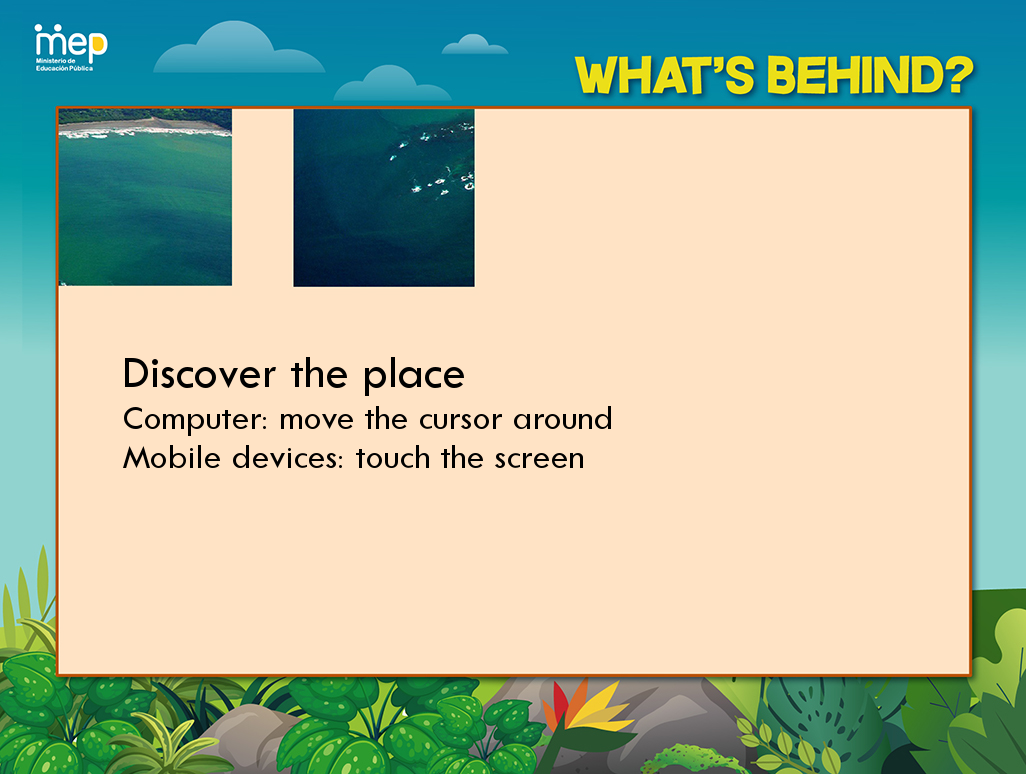 mep
Ministerio de
Educación Pública
WHAT'S BEHIND?
Discover the place
Computer: move the cursor around
Mobile devices: touch the screen